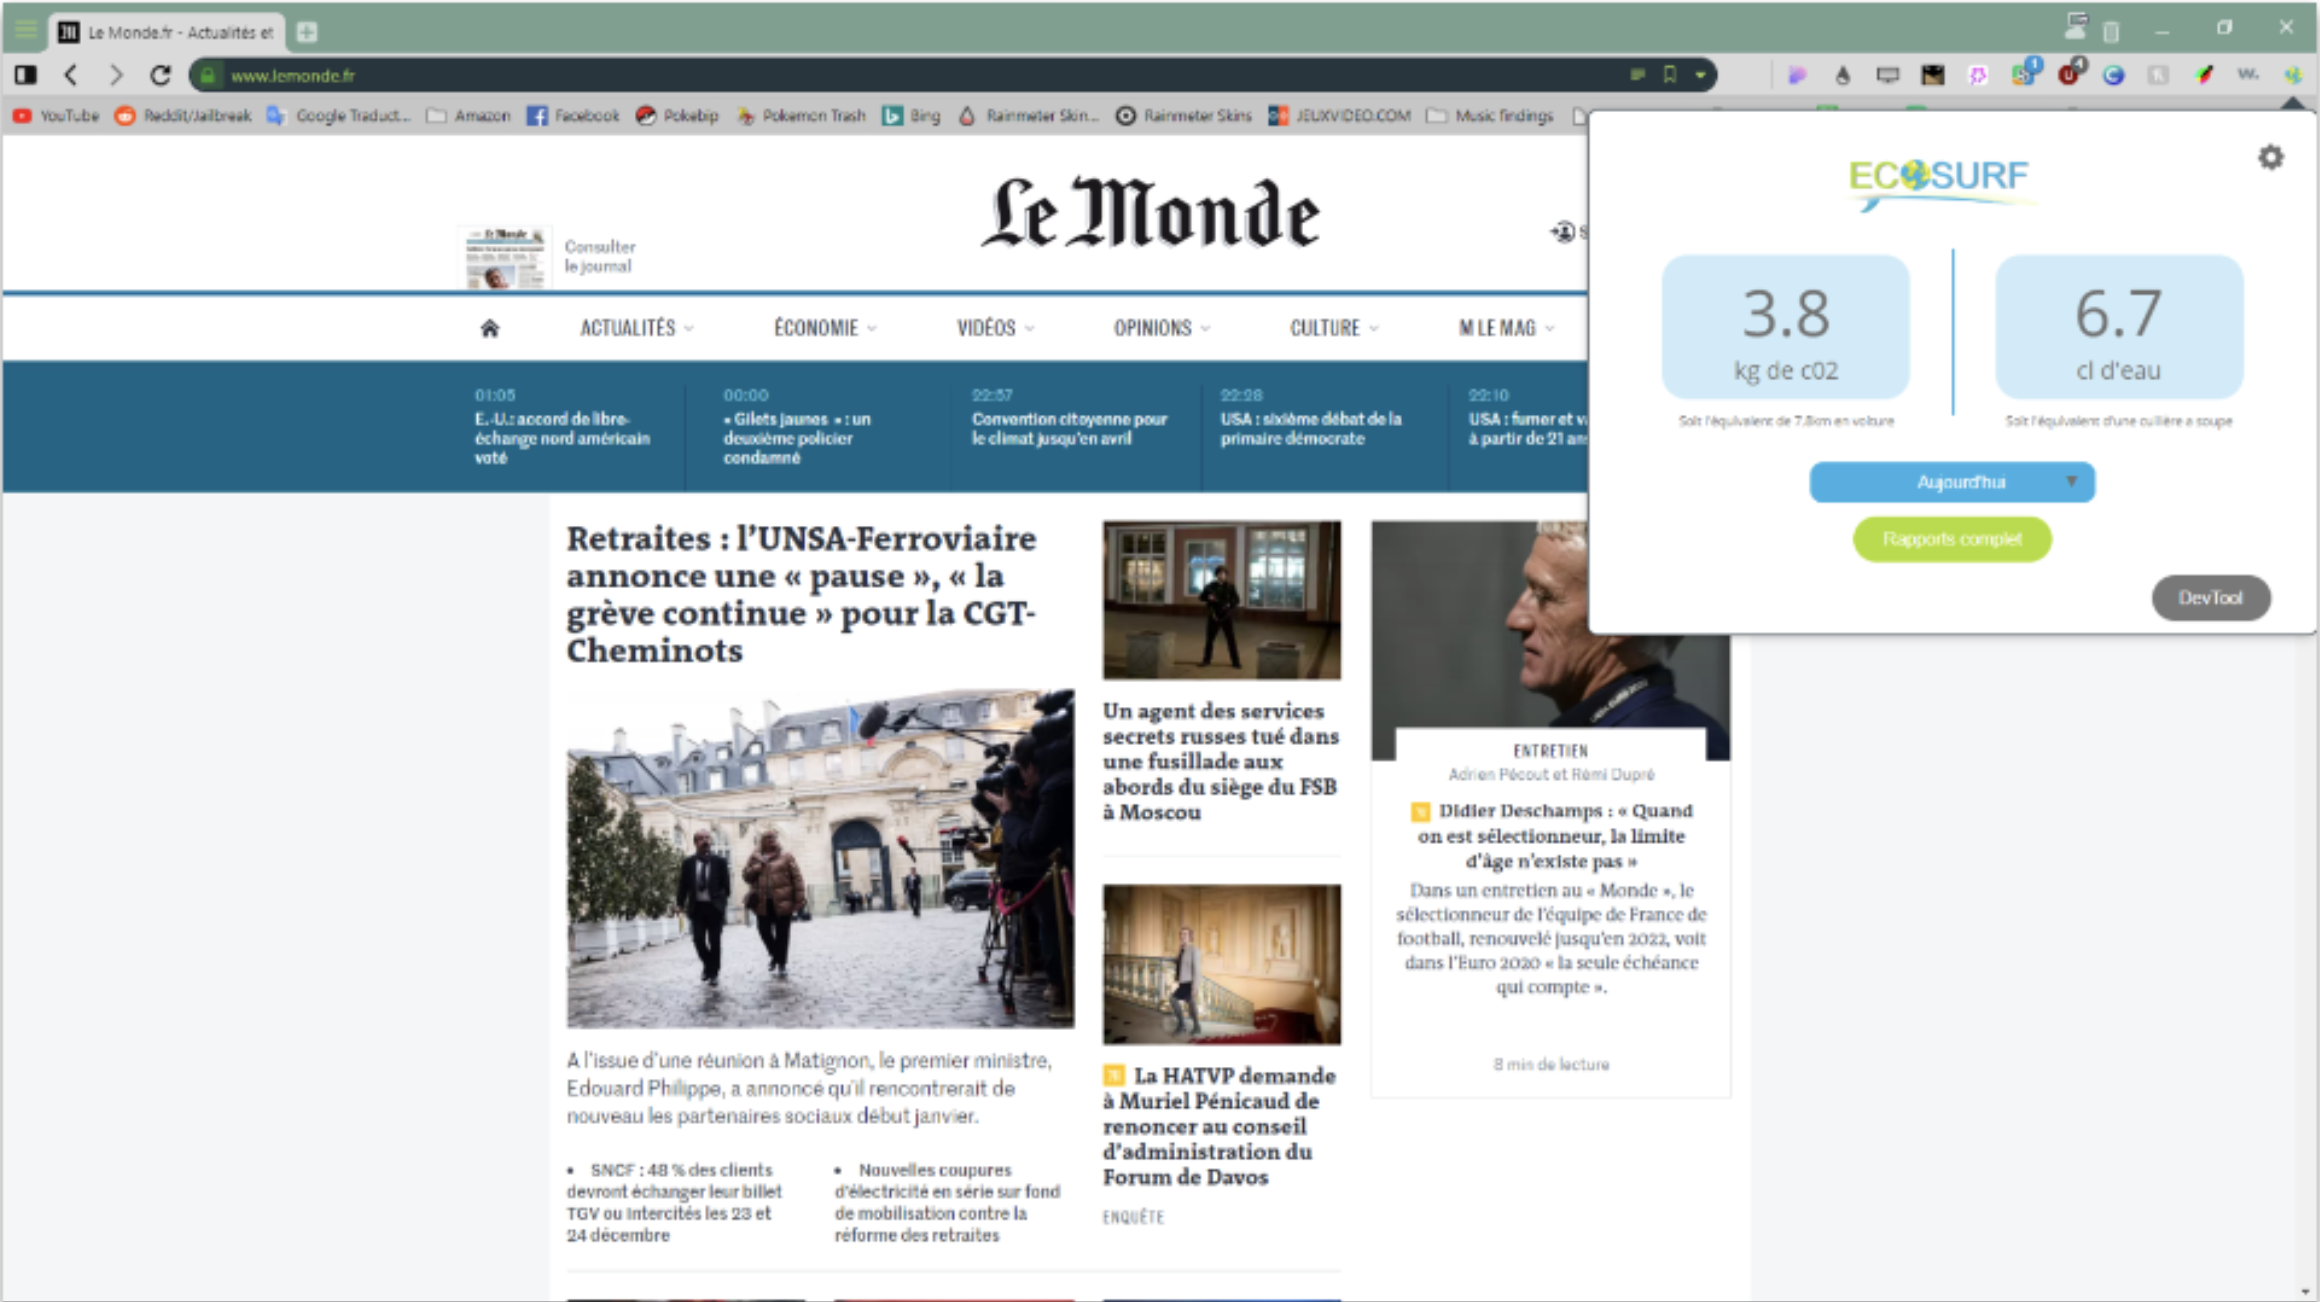 Le Monde.fr - Actualités et
www.lemonde.fr
YouTube
Reddit/Jailbreak
Google Traduct...
Amazon
Facebook
Pokebip
Pokemon Trash
Bing
Rainmeter Skin...
Rainmeter Skins
JEUXVIDEO.COM
Music findings
Consulter
le journal
Le Monde
ACTUALITÉS
ÉCONOMIE
VIDÉOS
OPINIONS
CULTURE
M LE MAG
01:05
E.-U.: accord de libre-
échange nord américain
voté
00:00
« Gilets jaunes » : un
deuxième policier
condamné
22:57
Convention citoyenne pour
le climat jusqu'en avril
22:28
USA : sixième débat de la
primaire démocrate
22:10
USA : fumer et v
à partir de 21 an
ECOSURF
3.8
kg de c02
Soit l'équivalent de 7.8km en voiture
6.7
cl d'eau
Soit l'équivalent d'une cuillère a soupe
Aujourd'hui
Rapports complet
DevTool
Retraites : l'UNSA-Ferroviaire
annonce une « pause », « la
grève continue » pour la CGT-
Cheminots
A l'issue d'une réunion à Matignon, le premier ministre,
Edouard Philippe, a annoncé qu'il rencontrerait de
nouveau les partenaires sociaux début janvier.
• SNCF : 48 % des clients
devront échanger leur billet
TGV ou Intercités les 23 et
24 décembre
• Nouvelles coupures
d'électricité en série sur fond
de mobilisation contre la
réforme des retraites
Un agent des services
secrets russes tué dans
une fusillade aux
abords du siège du FSB
à Moscou
La HATVP demande
à Muriel Pénicaud de
renoncer au conseil
d'administration du
Forum de Davos
ENQUÊTE
ENTRETIEN
Adrien Pécout et Rémi Dupré
Didier Deschamps : « Quand
on est sélectionneur, la limite
d'âge n'existe pas »
Dans un entretien au « Monde », le
sélectionneur de l'équipe de France de
football, renouvelé jusqu'en 2022, voit
dans l'Euro 2020 « la seule échéance
qui compte ».
8 min de lecture